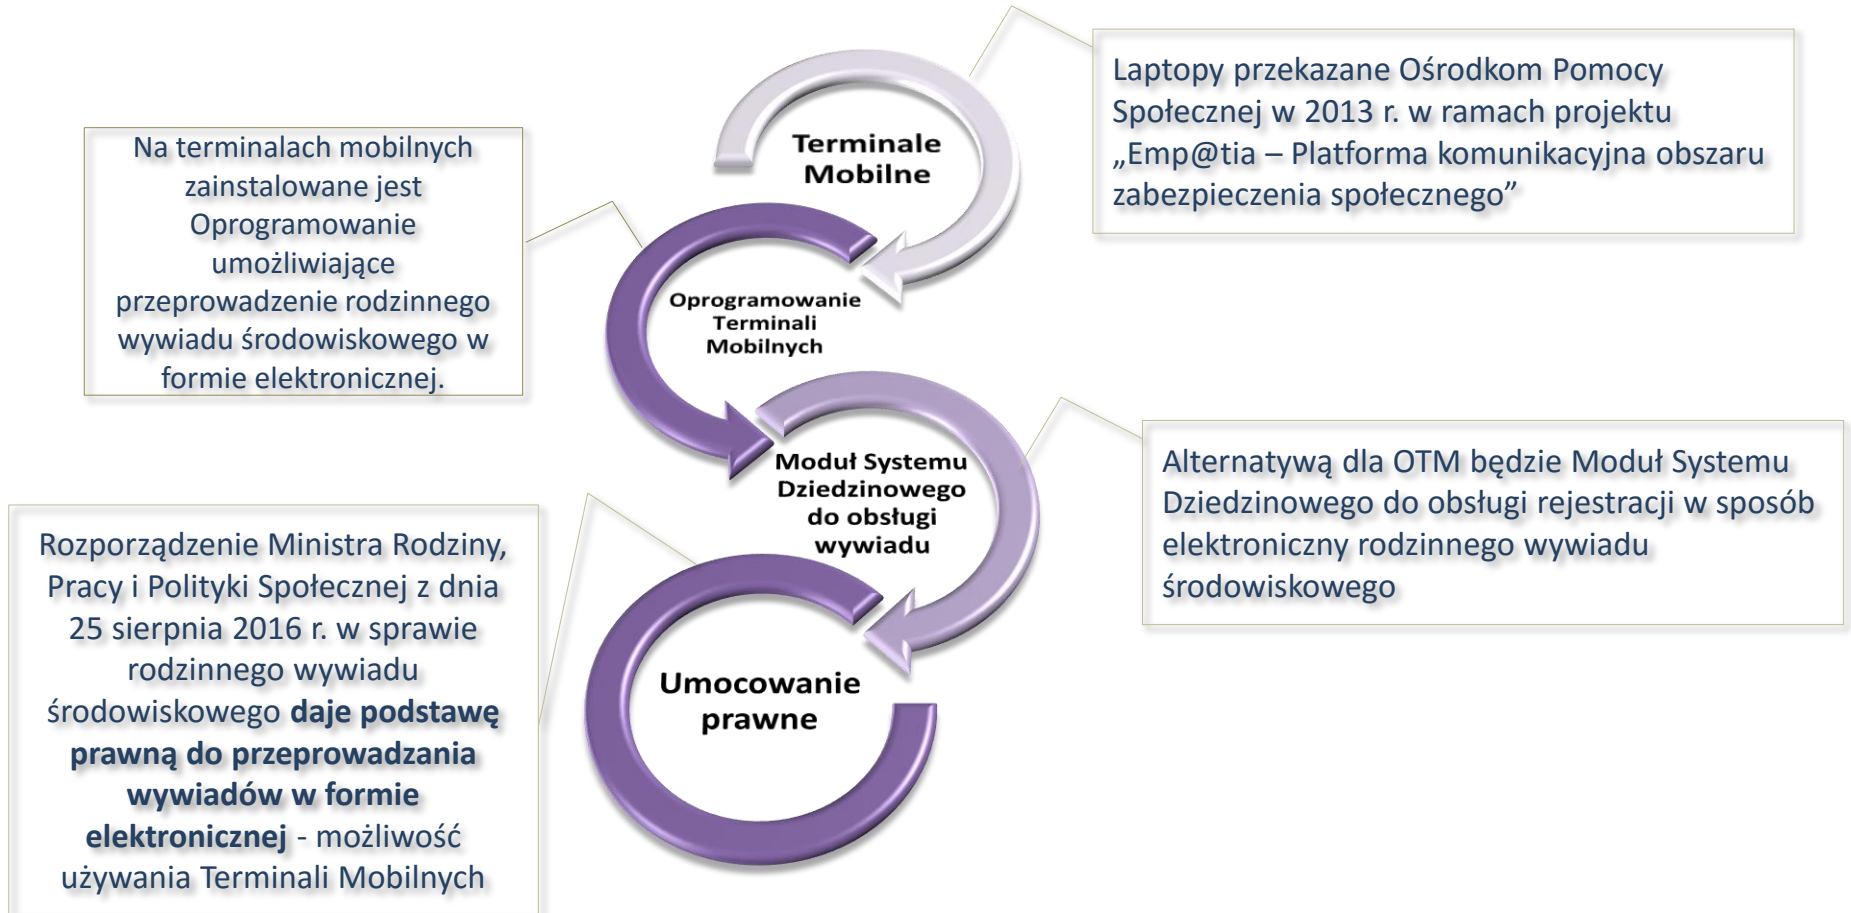 Laptopy przekazane Ośrodkom Pomocy
Społecznej w 2013 r. w ramach projektu
„Emp@tia – Platforma komunikacyjna obszaru
zabezpieczenia społecznego”
Terminale
Mobilne
Na terminalach mobilnych
zainstalowane jest
Oprogramowanie
umożliwiające
przeprowadzenie rodzinnego
wywiadu środowiskowego w
formie elektronicznej.
Oprogramowanie
Terminali
Mobilnych
Moduł Systemu
Dziedzinowego
do obsługi
wywiadu
Alternatywą dla OTM będzie Moduł Systemu
Dziedzinowego do obsługi rejestracji w sposób
elektroniczny rodzinnego wywiadu
środowiskowego
Rozporządzenie Ministra Rodziny,
Pracy i Polityki Społecznej z dnia
25 sierpnia 2016 r. w sprawie
rodzinnego wywiadu
środowiskowego daje podstawę
prawną do przeprowadzania
wywiadów w formie
elektronicznej - możliwość
używania Terminali Mobilnych
Umocowanie
prawne